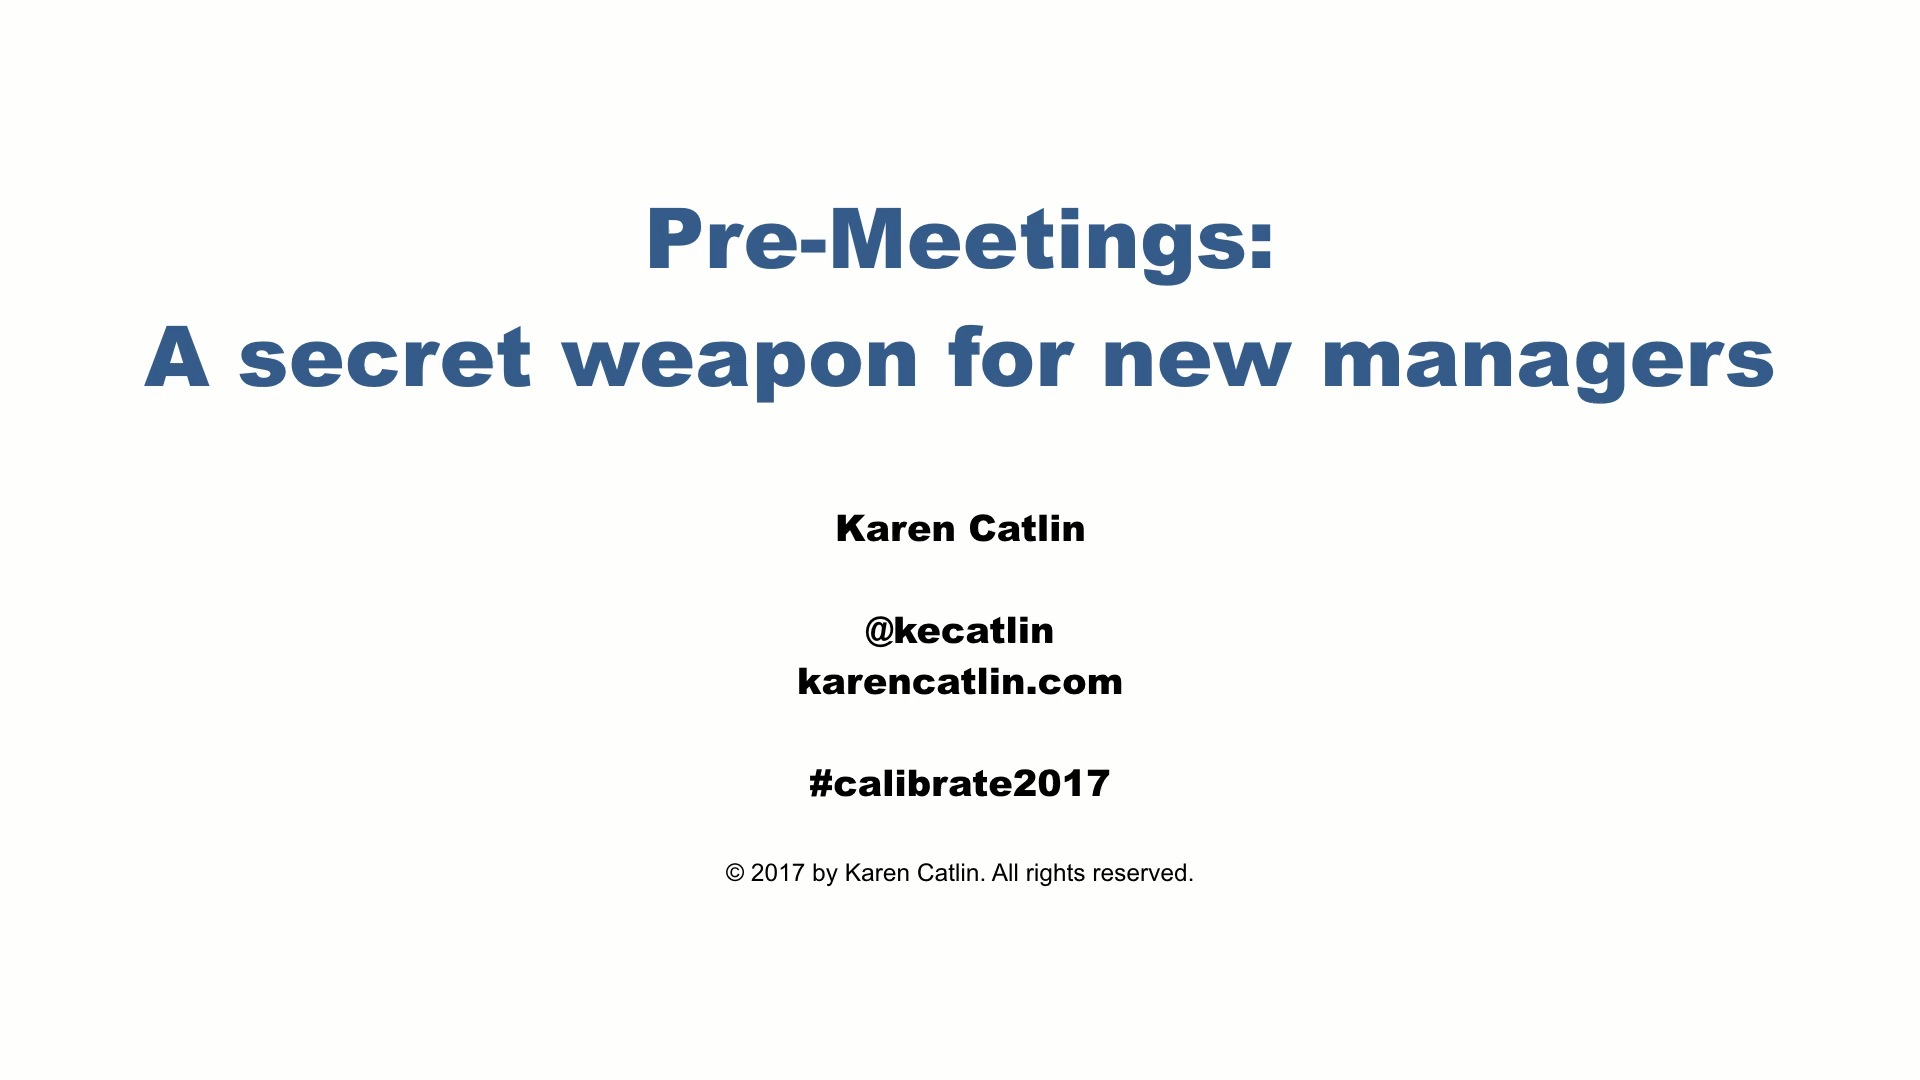 Pre-Meetings:
A secret weapon for new managers
Karen Catlin
@kecatlin
karencatlin.com
#calibrate2017
© 2017 by Karen Catlin. All rights reserved.